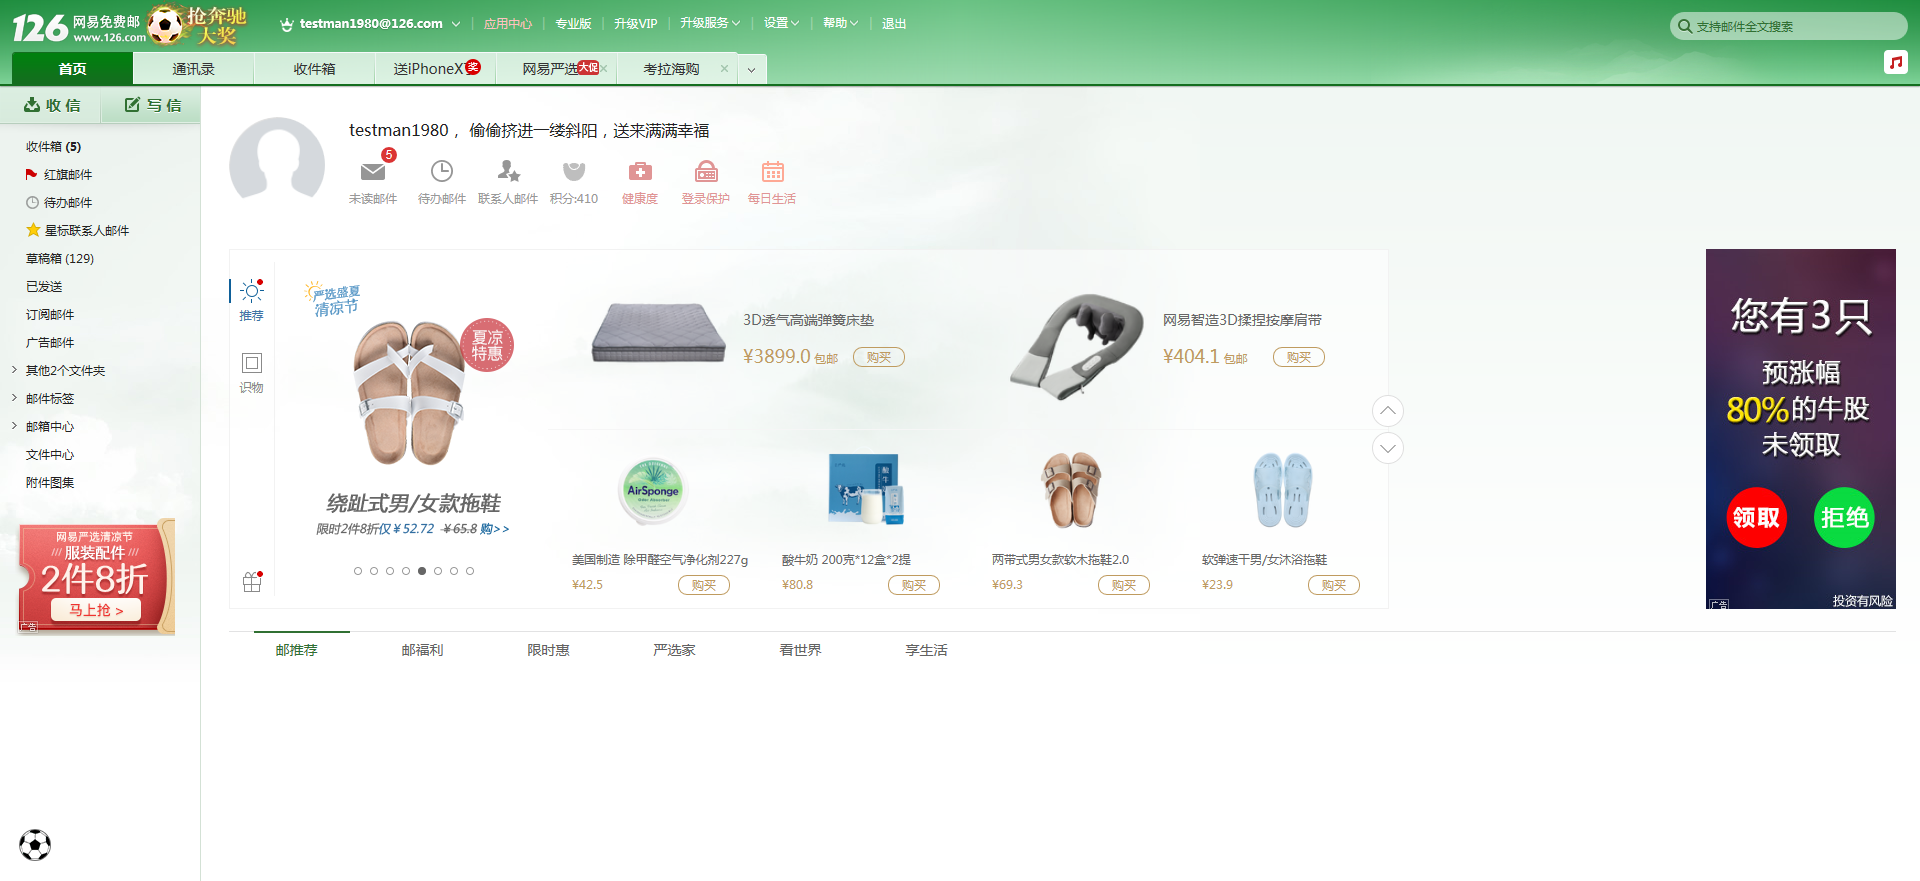 126 网易免费邮
www.126.com
抢奔驰
大奖
testman1980@126.com
应用中心
专业版
升级VIP
升级服务
设置
帮助
退出
支持邮件全文搜索
首页
通讯录
收件箱
送iPhoneX
奖
网易严选
大促
考拉海购
收 信
写 信
收件箱 (5)
红旗邮件
待办邮件
星标联系人邮件
草稿箱 (129)
已发送
订阅邮件
广告邮件
其他2个文件夹
邮件标签
邮箱中心
文件中心
附件图集
网易严选清凉节
/// 服装配件 ///
2件8折
马上抢 >
广告
testman1980， 偷偷挤进一缕斜阳，送来满满幸福
5
未读邮件
待办邮件
联系人邮件
积分:410
健康度
登录保护
每日生活
推荐
识物
严选盛夏
清凉节
夏凉
特惠
绕趾式男/女款拖鞋
限时2件8折仅￥52.72 ￥65.8 购>>
3D透气高端弹簧床垫
¥3899.0 包邮 购买
网易智造3D揉捏按摩肩带
¥404.1 包邮 购买
AirSponge
美国制造 除甲醛空气净化剂227g
¥42.5 购买
酸牛奶 200克*12盒*2提
¥80.8 购买
两带式男女款软木拖鞋2.0
¥69.3 购买
软弹速干男/女沐浴拖鞋
¥23.9 购买
您有3只
预涨幅
80%的牛股
未领取
领取
拒绝
广告
投资有风险
邮推荐
邮福利
限时惠
严选家
看世界
享生活